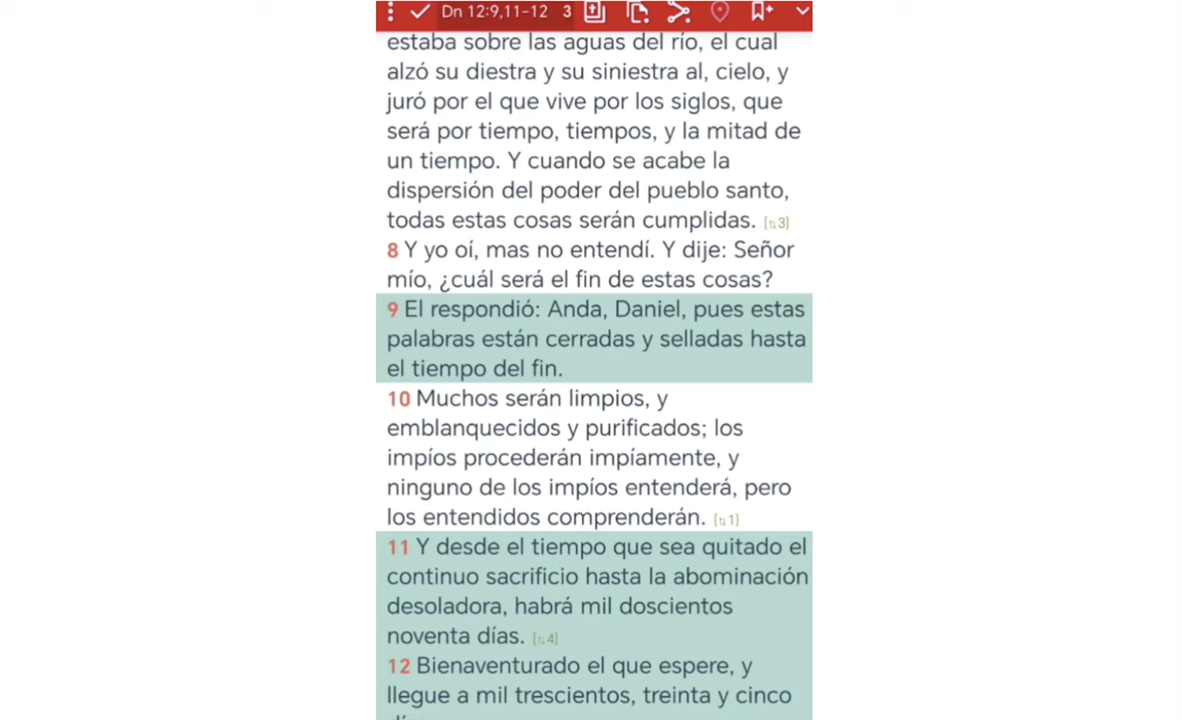 Dn 12:9,11-12 3
estaba sobre las aguas del río, el cual
alzó su diestra y su siniestra al, cielo, y
juró por el que vive por los siglos, que
será por tiempo, tiempos, y la mitad de
un tiempo. Y cuando se acabe la
dispersión del poder del pueblo santo,
todas estas cosas serán cumplidas. [↑↓3]
8 Y yo oí, mas no entendí. Y dije: Señor
mío, ¿cuál será el fin de estas cosas?
9 El respondió: Anda, Daniel, pues estas
palabras están cerradas y selladas hasta
el tiempo del fin.
10 Muchos serán limpios, y
emblanquecidos y purificados; los
impíos procederán impíamente, y
ninguno de los impíos entenderá, pero
los entendidos comprenderán. [↑↓1]
11 Y desde el tiempo que sea quitado el
continuo sacrificio hasta la abominación
desoladora, habrá mil doscientos
noventa días. [↑↓4]
12 Bienaventurado el que espere, y
llegue a mil trescientos, treinta y cinco